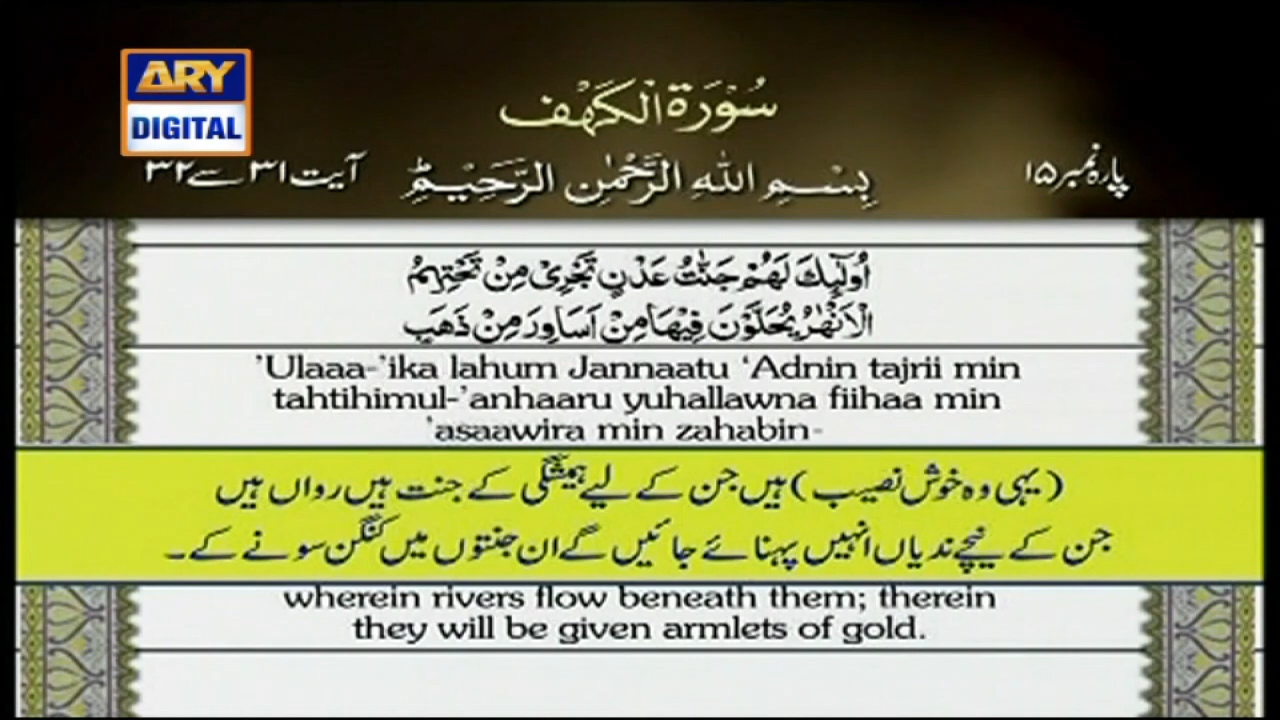 ARY
DIGITAL
سُوْرَةُ الْكَهْف
پارہ نمبر ۱۵
بِسْمِ اللهِ الرَّحْمٰنِ الرَّحِيْمِ
آیت ۳۱ سے ۳۲
اُولٰٓئِكَ لَهُمْ جَنّٰتُ عَدْنٍ تَجْرِيْ مِنْ تَحْتِهِمُ
الْاَنْهٰرُ يُحَلَّوْنَ فِيْهَا مِنْ اَسَاوِرَ مِنْ ذَهَبٍ
'Ulaaa-'ika lahum Jannaatu ‘Adnin tajrii min
tahtihimul-'anhaaru yuhallawna fiihaa min
'asaawira min zahabin-
(یہی وہ خوش نصیب) ہیں جن کے لیے ہمیشگی کے جنت ہیں رواں ہیں
جن کے نیچے ندیاں انہیں پہنائے جائیں گے ان جنتوں میں کنگن سونے کے۔
wherein rivers flow beneath them; therein
they will be given armlets of gold.